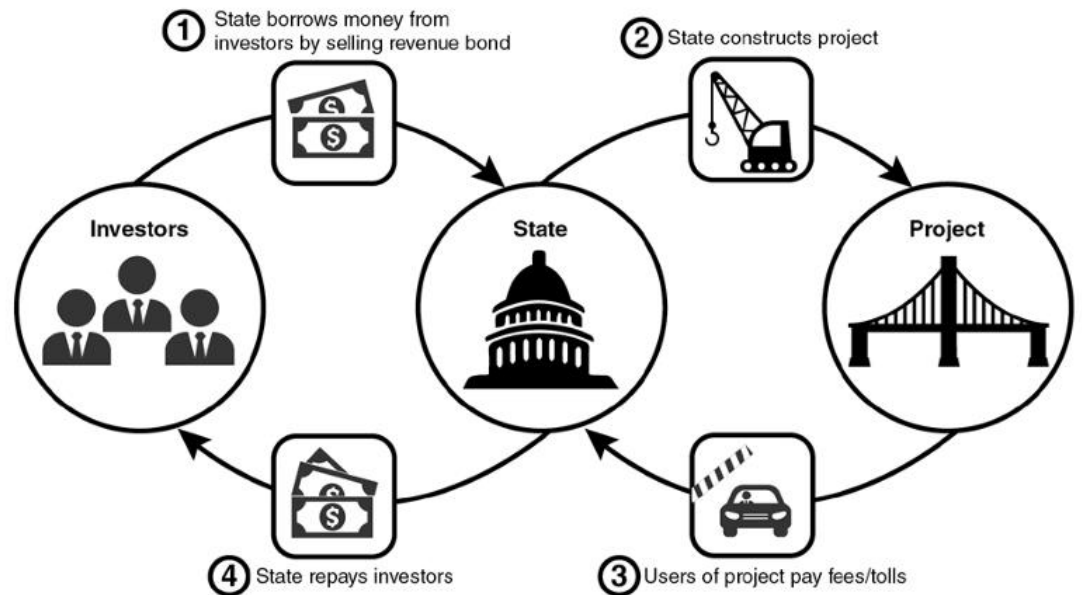 1 State borrows money from
investors by selling revenue bond
2 State constructs project
Investors
State
Project
$
$
$
$
4 State repays investors
3 Users of project pay fees/tolls